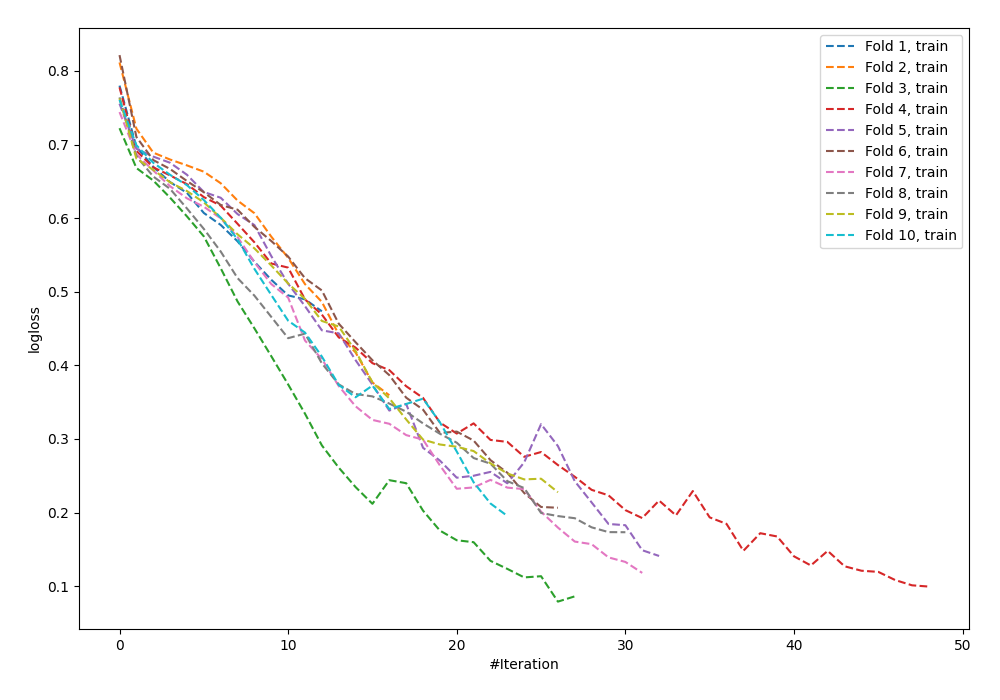 0.8
0.7
0.6
0.5
0.4
0.3
0.2
0.1
logloss
0
10
20
30
40
50
#Iteration
Fold 1, train
Fold 2, train
Fold 3, train
Fold 4, train
Fold 5, train
Fold 6, train
Fold 7, train
Fold 8, train
Fold 9, train
Fold 10, train